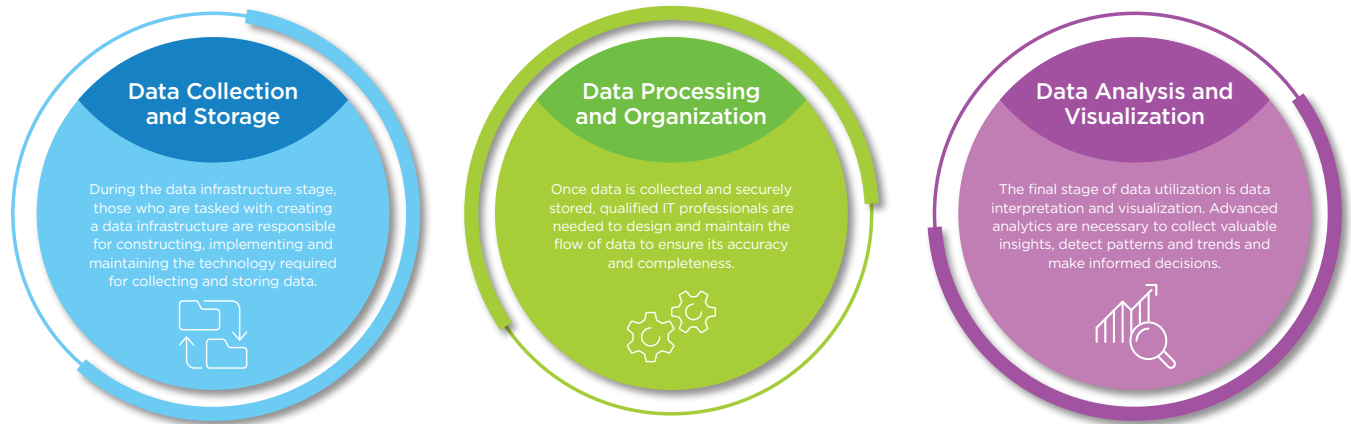 Data Collection
and Storage
During the data infrastructure stage,
those who are tasked with creating
a data infrastructure are responsible
for constructing, implementing and
maintaining the technology required
for collecting and storing data.
Data Processing
and Organization
Once data is collected and securely
stored, qualified IT professionals are
needed to design and maintain the
flow of data to ensure its accuracy
and completeness.
Data Analysis and
Visualization
The final stage of data utilization is data
interpretation and visualization. Advanced
analytics are necessary to collect valuable
insights, detect patterns and trends and
make informed decisions.